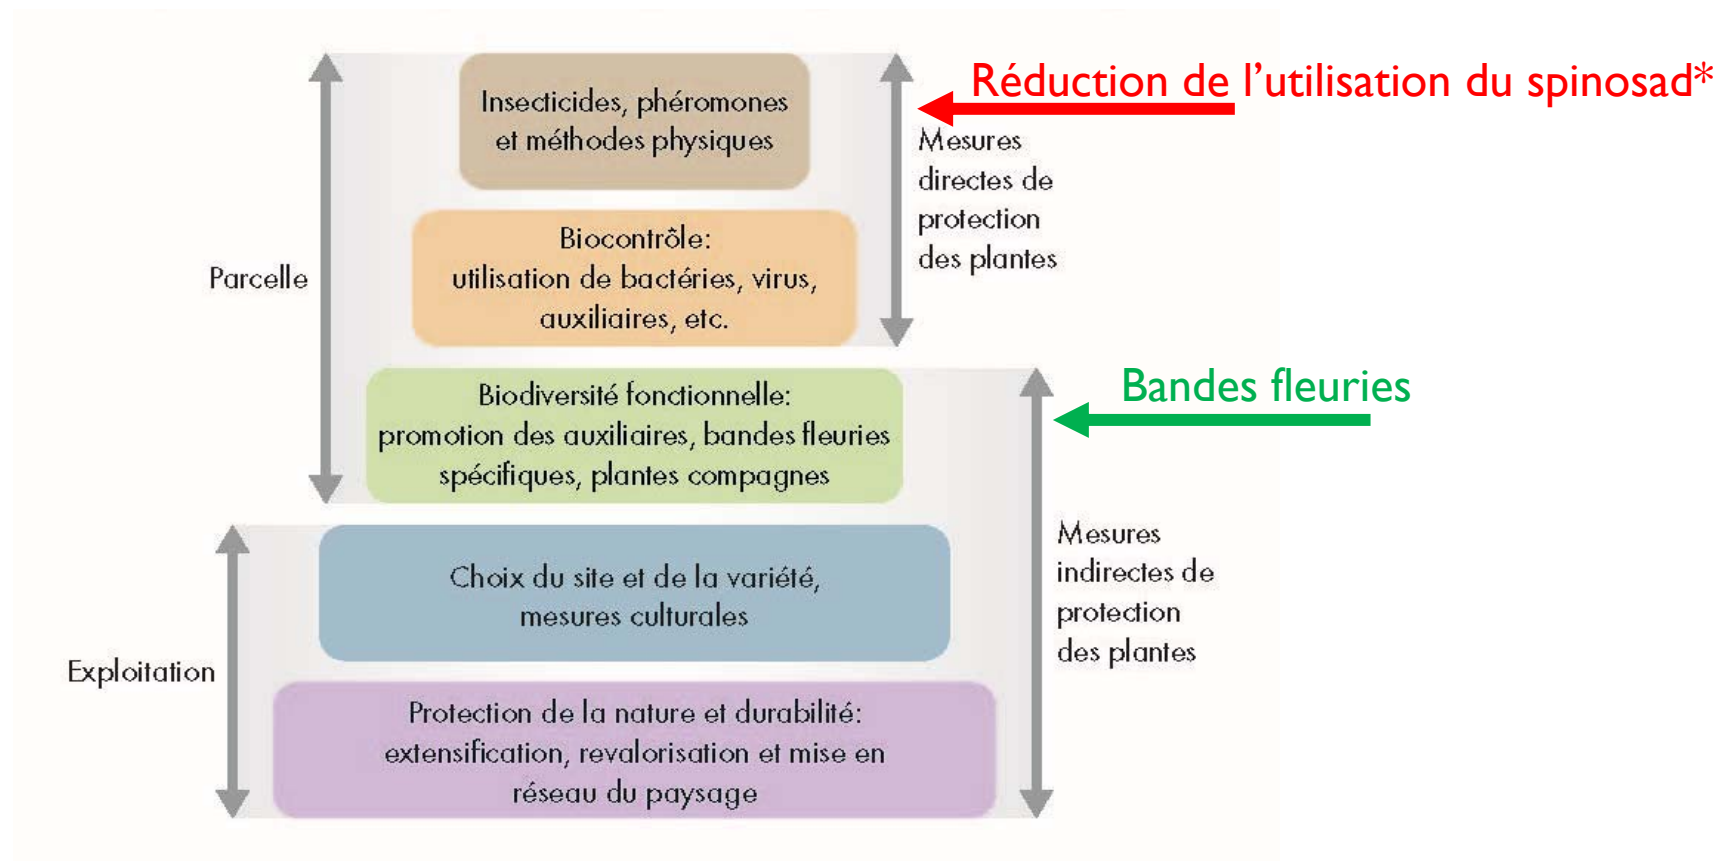 Réduction de l’utilisation du spinosad*
Insecticides, phéromones
et méthodes physiques
Mesures
directes de
protection
des plantes
Biocontrôle:
utilisation de bactéries, virus,
auxiliaires, etc.
Parcelle
Bandes fleuries
Biodiversité fonctionnelle:
promotion des auxiliaires, bandes fleuries
spécifiques, plantes compagnes
Mesures
indirectes de
protection
des plantes
Choix du site et de la variété,
mesures culturales
Exploitation
Protection de la nature et durabilité:
extensification, revalorisation et mise en
réseau du paysage